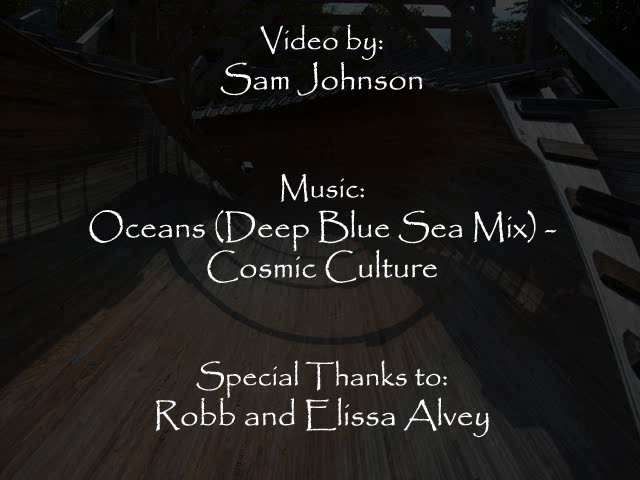 Video by:
Sam Johnson
Music:
Oceans (Deep Blue Sea Mix) -
Cosmic Culture
Special Thanks to:
Robb and Elissa Alvey